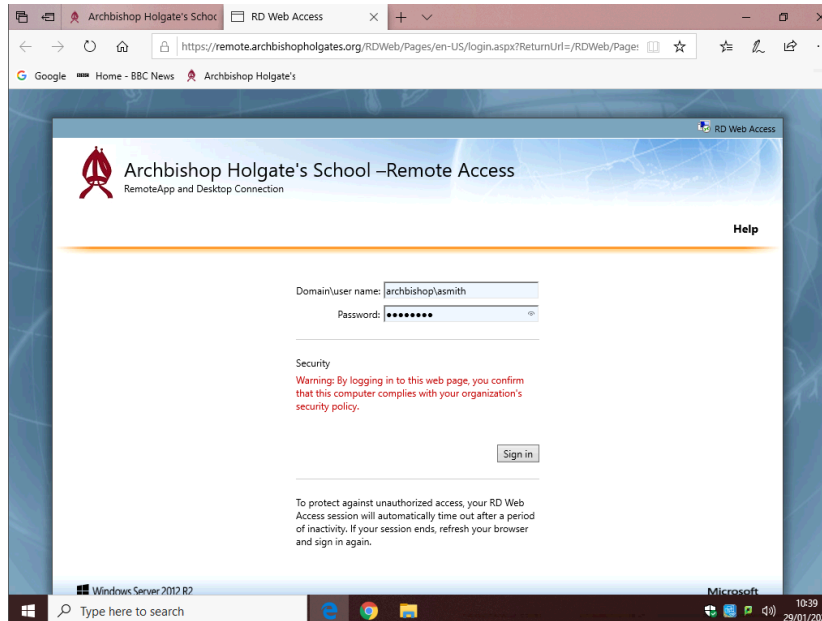 Archbishop Holgate's Schoc RD Web Access
https://remote.archbishopholgates.org/RDWeb/Pages/en-US/login.aspx?ReturnUrl=/RDWeb/Page
Google Home - BBC News Archbishop Holgate's
RD Web Access
Archbishop Holgate's School –Remote Access
RemoteApp and Desktop Connection
Help
Domain\user name: archbishop\asmith
Password: ●●●●●●●●
Security
Warning: By logging in to this web page, you confirm
that this computer complies with your organization's
security policy.
Sign in
To protect against unauthorized access, your RD Web
Access session will automatically time out after a period
of inactivity. If your session ends, refresh your browser
and sign in again.
Windows Server 2012 R2 Microsoft
Type here to search
10:39
29/01/20